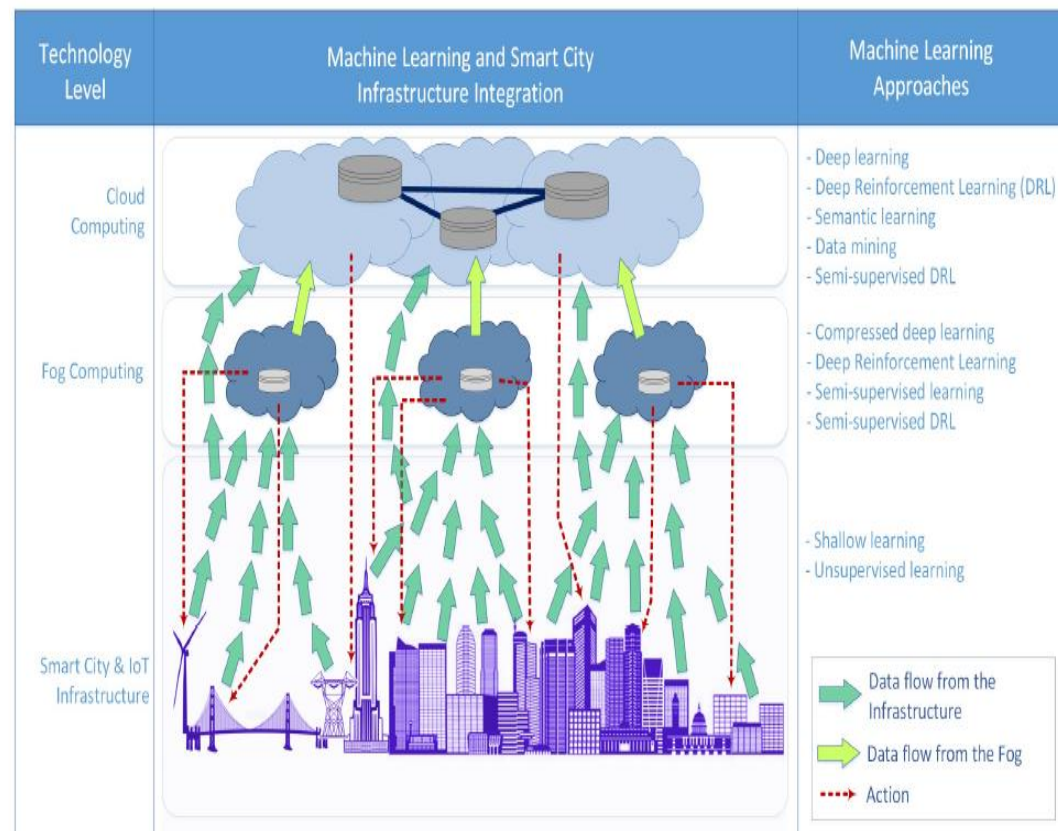 Technology
Level
Machine Learning and Smart City
Infrastructure Integration
Machine Learning
Approaches
Cloud
Computing
- Deep learning
- Deep Reinforcement Learning (DRL)
- Semantic learning
- Data mining
- Semi-supervised DRL
Fog Computing
- Compressed deep learning
- Deep Reinforcement Learning
- Semi-supervised learning
- Semi-supervised DRL
Smart City & IoT
Infrastructure
- Shallow learning
- Unsupervised learning
Data flow from the
Infrastructure
Data flow from the Fog
Action